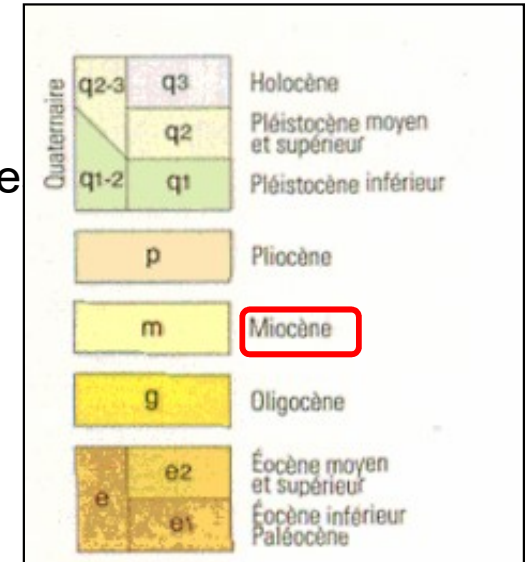 Quaternaire
q2-3
q3
Holocène
q2
Pléistocène moyen
et supérieur
q1-2
q1
Pléistocène inférieur
e
p
Pliocène
m
Miocène
g
Oligocène
e
e2
Éocène moyen
et supérieur
e1
Éocène inférieur
Paléocène